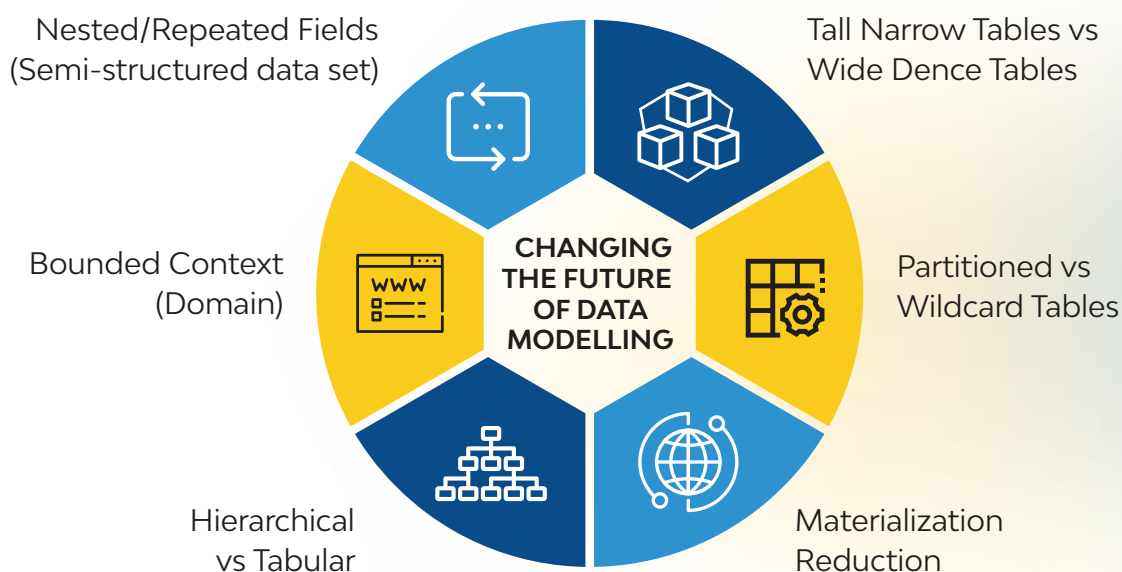 Nested/Repeated Fields
(Semi-structured data set)
Tall Narrow Tables vs
Wide Dence Tables
Bounded Context
(Domain)
WWW
CHANGING
THE FUTURE
OF DATA
MODELLING
Partitioned vs
Wildcard Tables
Hierarchical
vs Tabular
Materialization
Reduction